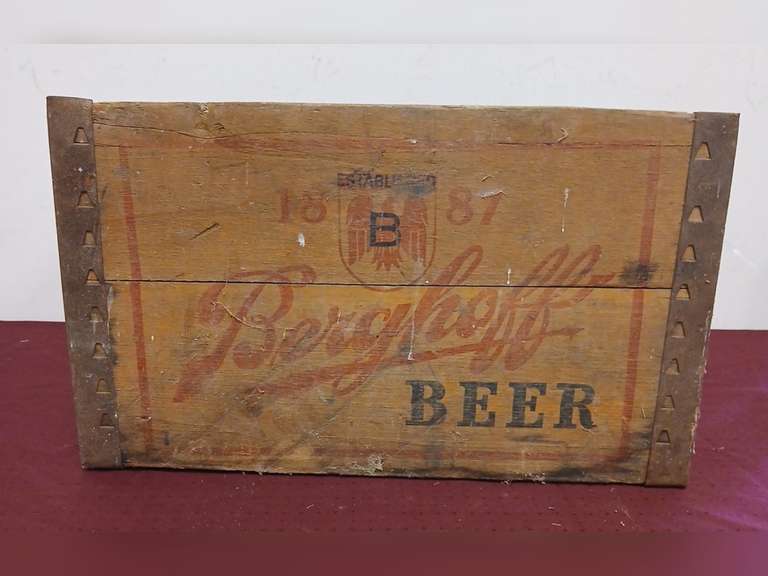 ESTABLISHED
18 B 87
Berghoff
BEER